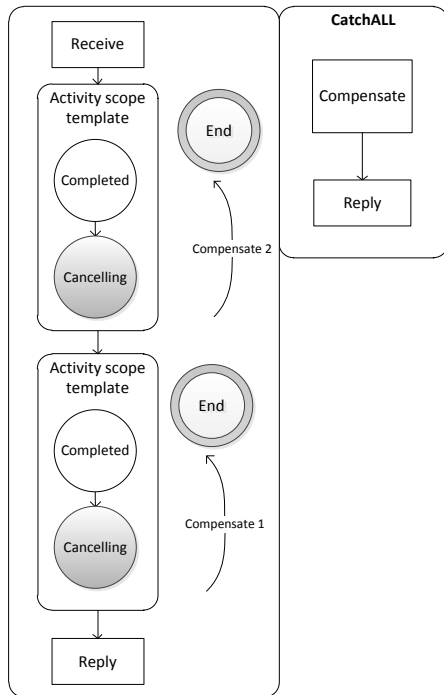 Receive
Activity scope
template
Completed
Cancelling
End
Compensate 2
Activity scope
template
Completed
Cancelling
End
Compensate 1
Reply
CatchALL
Compensate
Reply